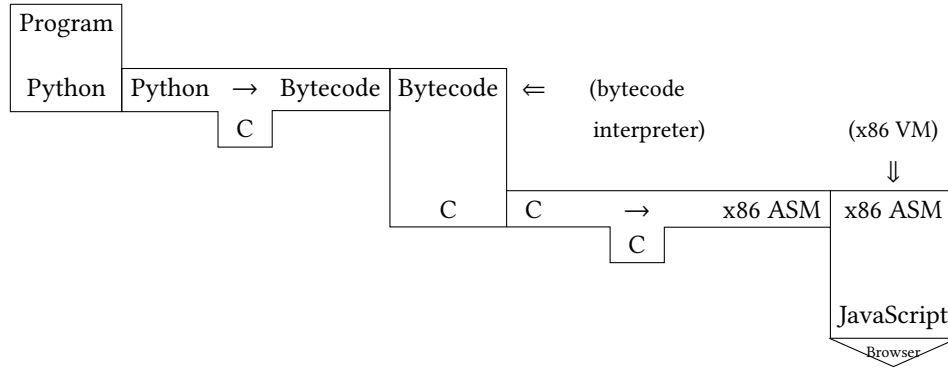 Program
Python Python → Bytecode Bytecode ⇐ (bytecode
C interpreter) (x86 VM)
⇓
C C → x86 ASM x86 ASM
C
JavaScript
Browser